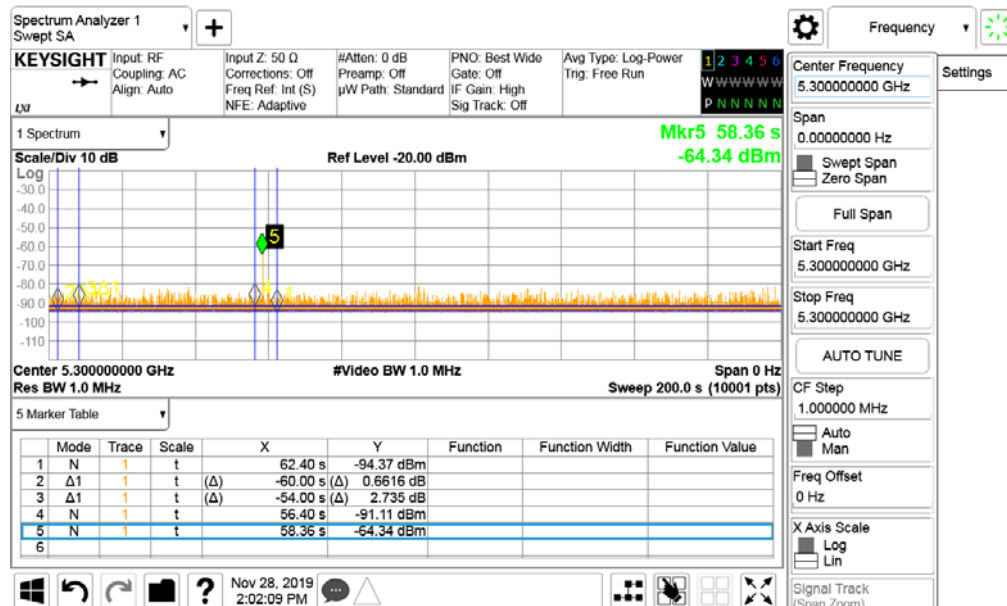 Spectrum Analyzer 1
Swept SA
+
Frequency
KEYSIGHT
LXI
Input: RF
Coupling: AC
Align: Auto
Input Z: 50 Ω
Corrections: Off
Freq Ref: Int (S)
NFE: Adaptive
#Atten: 0 dB
Preamp: Off
µW Path: Standard
PNO: Best Wide
Gate: Off
IF Gain: High
Sig Track: Off
Avg Type: Log-Power
Trig: Free Run
1 2 3 4 5 6
W W W W W W
P N N N N N
1 Spectrum
Mkr5 58.36 s
-64.34 dBm
Scale/Div 10 dB
Ref Level -20.00 dBm
Log
-30.0
-40.0
-50.0
-60.0
-70.0
-80.0
-90.0
-100
-110
5
Center 5.300000000 GHz
#Video BW 1.0 MHz
Span 0 Hz
Res BW 1.0 MHz
Sweep 200.0 s (10001 pts)
5 Marker Table
Mode Trace Scale X Y Function Function Width Function Value
1 N 1 t 62.40 s -94.37 dBm
2 Δ1 1 t (Δ) -60.00 s (Δ) 0.6616 dB
3 Δ1 1 t (Δ) -54.00 s (Δ) 2.735 dB
4 N 1 t 56.40 s -91.11 dBm
5 N 1 t 58.36 s -64.34 dBm
6
?
Nov 28, 2019
2:02:09 PM
Center Frequency
5.300000000 GHz
Settings
Span
0.00000000 Hz
Swept Span
Zero Span
Full Span
Start Freq
5.300000000 GHz
Stop Freq
5.300000000 GHz
AUTO TUNE
CF Step
1.000000 MHz
Auto
Man
Freq Offset
0 Hz
X Axis Scale
Log
Lin
Signal Track
(Span Zoom)